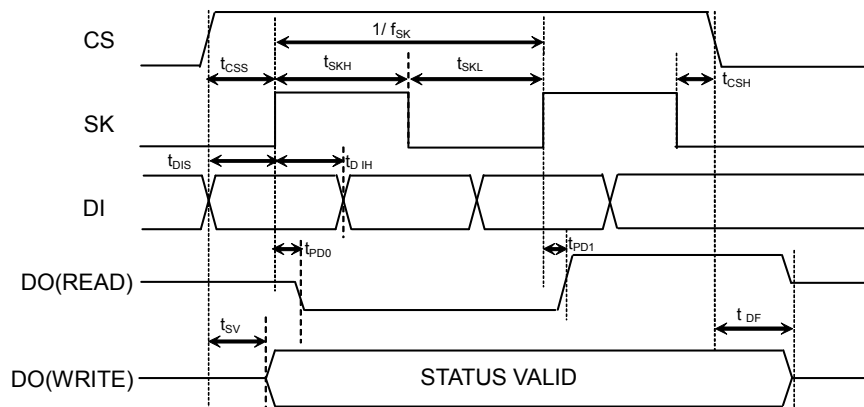 CS
1/ fSK
tCSS
tSKH
tSKL
tCSH
SK
tDIS
tD IH
DI
tPD0
tPD1
DO(READ)
tSV
t DF
DO(WRITE)
STATUS VALID